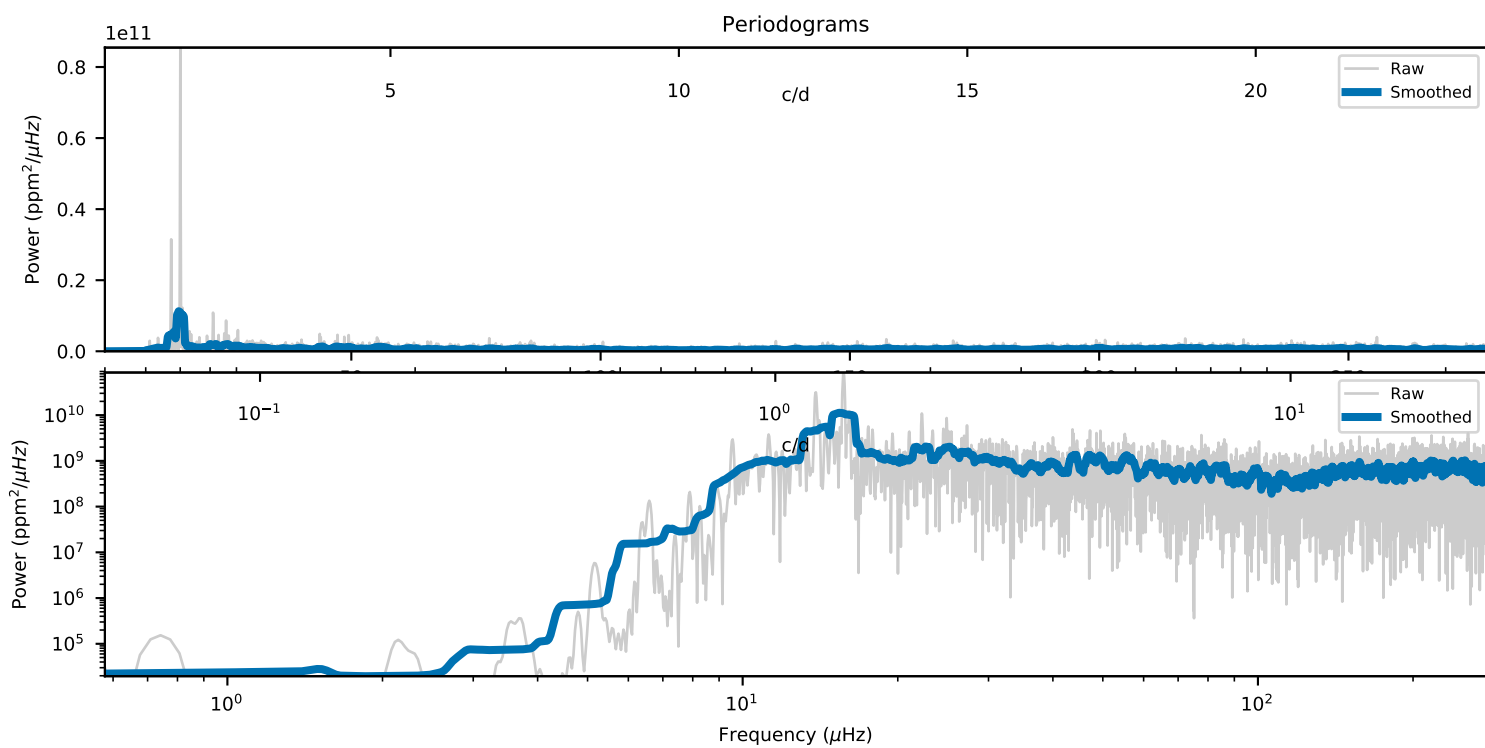 Periodograms
1e11
0.8
0.6
0.4
0.2
0.0
Power (ppm²/μHz)
5 10 c/d 15 20
Raw
Smoothed
10¹⁰
10⁹
10⁸
10⁷
10⁶
10⁵
Power (ppm²/μHz)
10⁻¹ 10⁰ 10¹
c/d
Raw
Smoothed
10⁰ 10¹ 10²
Frequency (μHz)